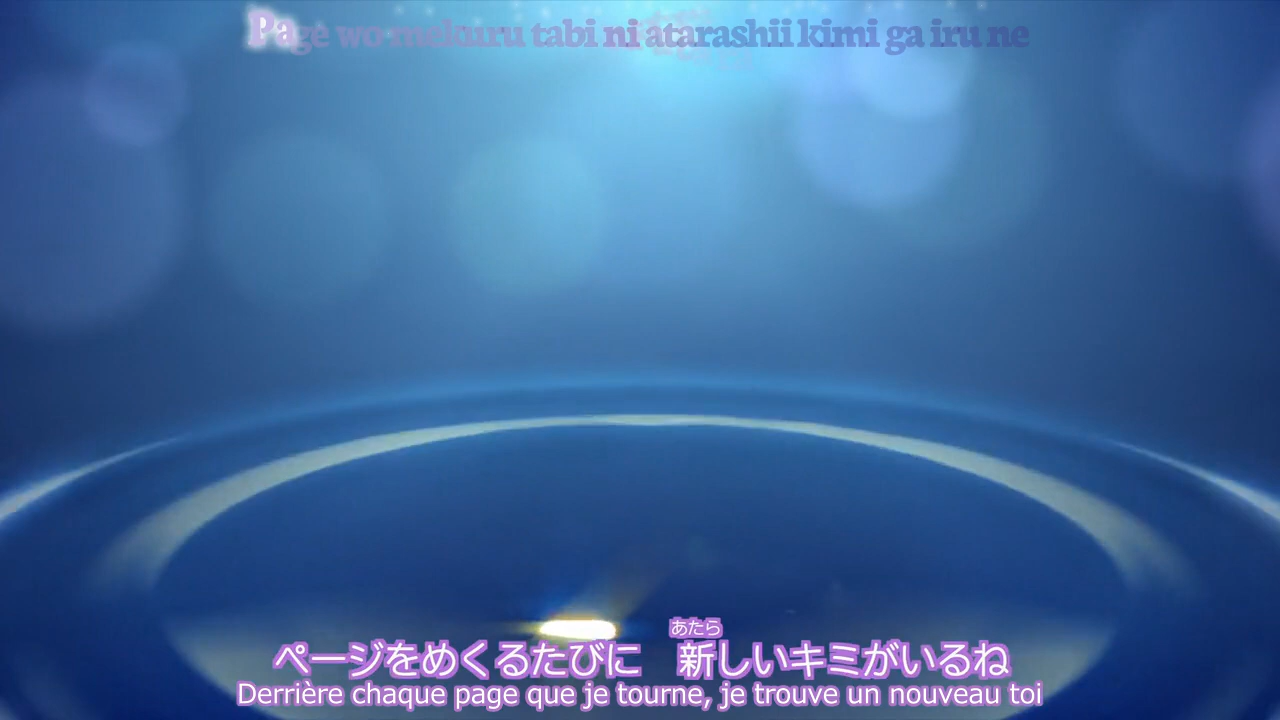 Page wo mekuru tabi ni atarashii kimi ga iru ne
あたら
ページをめくるたびに　新しいキミがいるね
Derrière chaque page que je tourne, je trouve un nouveau toi